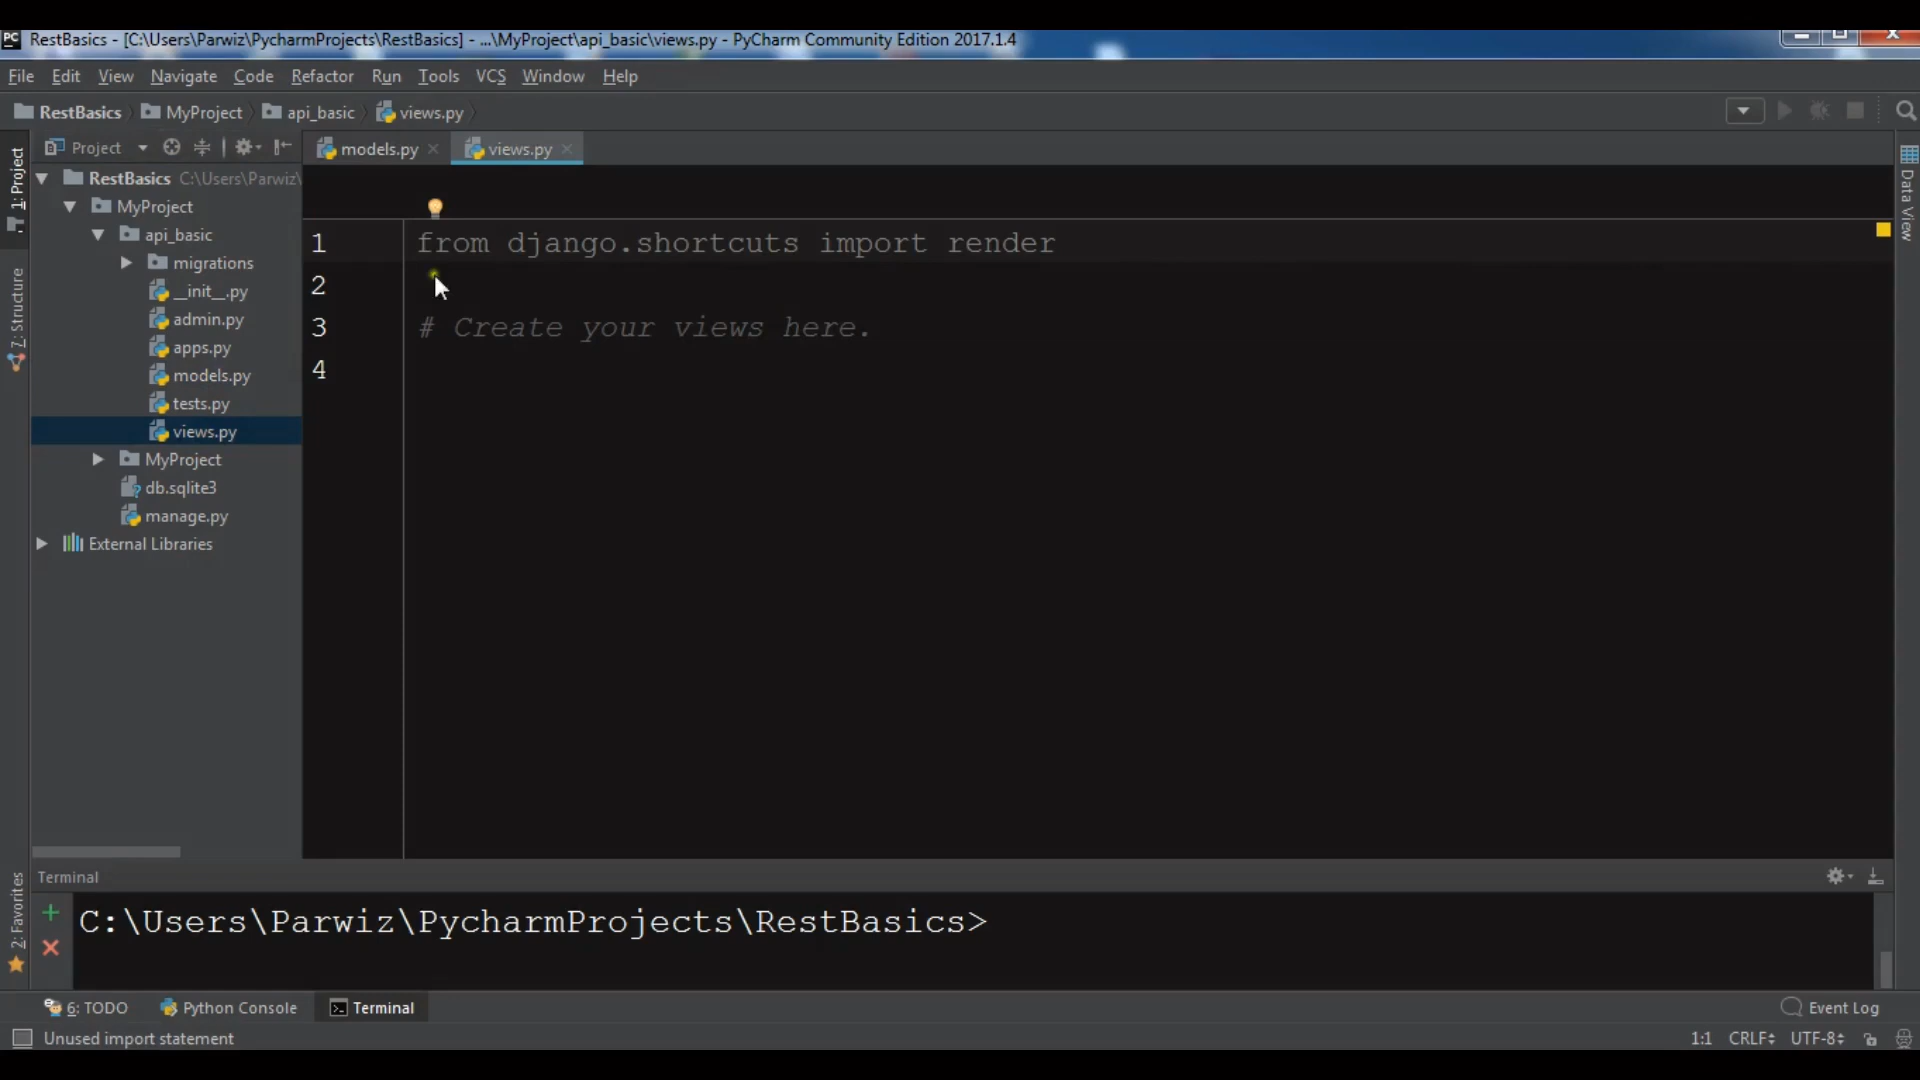 PC RestBasics - [C:\Users\Parwiz\PycharmProjects\RestBasics] - ...\MyProject\api_basic\views.py - PyCharm Community Edition 2017.1.4
File Edit View Navigate Code Refactor Run Tools VCS Window Help
RestBasics MyProject api_basic views.py
1: Project
7: Structure
2: Favorites
Project
RestBasics C:\Users\Parwiz\
MyProject
api_basic
migrations
__init__.py
admin.py
apps.py
models.py
tests.py
views.py
MyProject
db.sqlite3
manage.py
External Libraries
models.py views.py
1 from django.shortcuts import render
2
3 # Create your views here.
4
Data View
Terminal
C:\Users\Parwiz\PycharmProjects\RestBasics>
6: TODO Python Console Terminal Event Log
Unused import statement 1:1 CRLF UTF-8